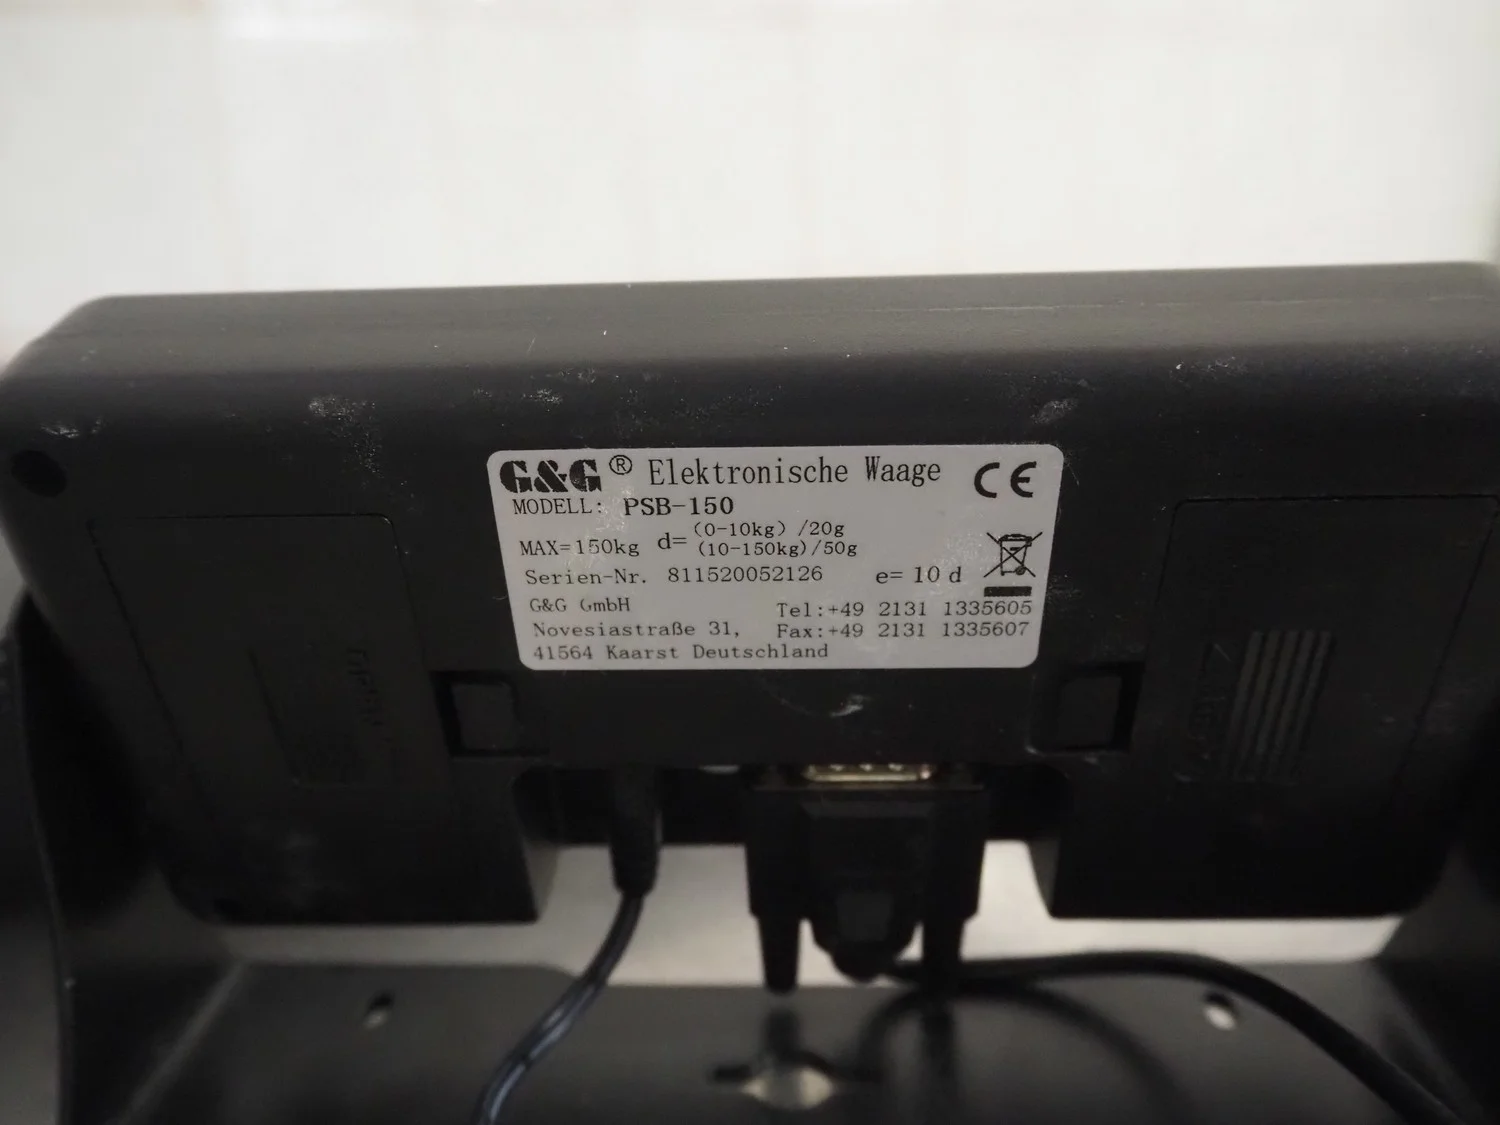 G&G® Elektronische Waage CE
MODELL: PSB-150
MAX=150kg d= (0-10kg) /20g
(10-150kg)/50g
Serien-Nr. 811520052126 e= 10 d
G&G GmbH Tel:+49 2131 1335605
Novesiastraße 31, Fax:+49 2131 1335607
41564 Kaarst Deutschland